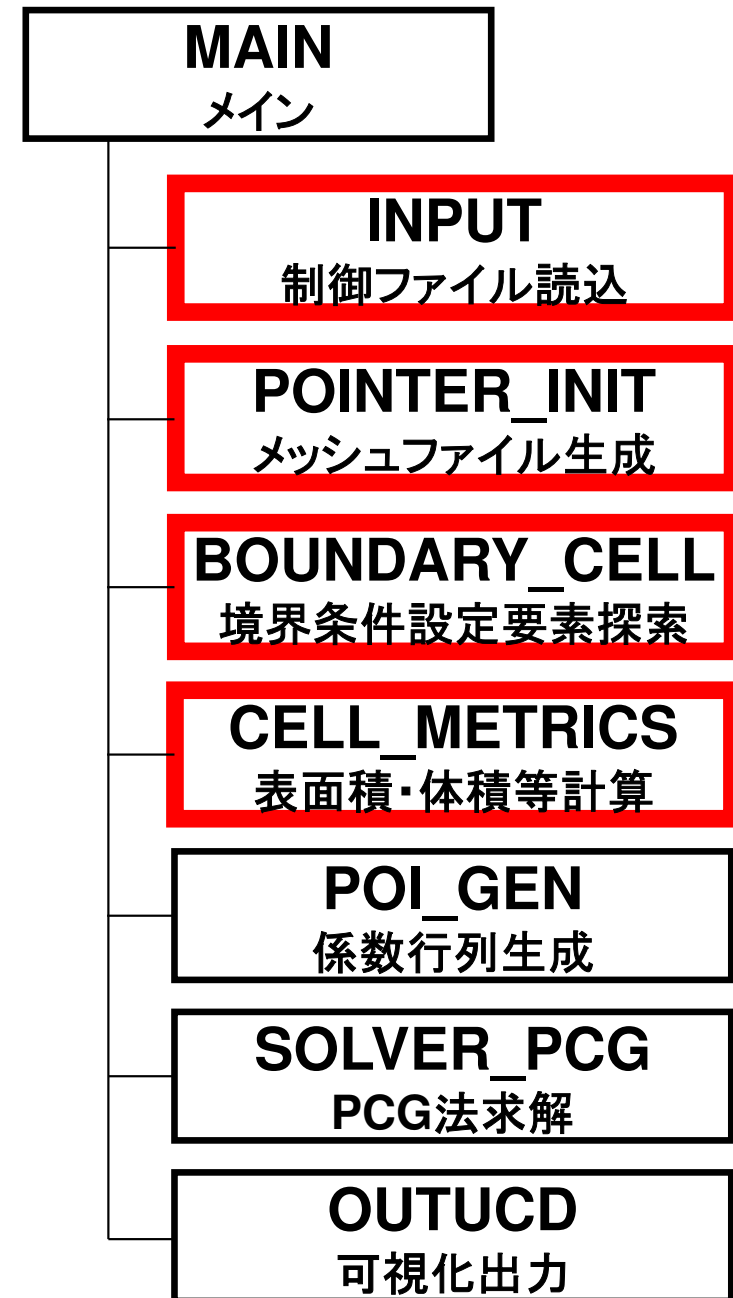 MAIN
メイン
INPUT
制御ファイル読込
POINTER_INIT
メッシュファイル生成
BOUNDARY_CELL
境界条件設定要素探索
CELL_METRICS
表面積・体積等計算
POI_GEN
係数行列生成
SOLVER_PCG
PCG法求解
OUTUCD
可視化出力